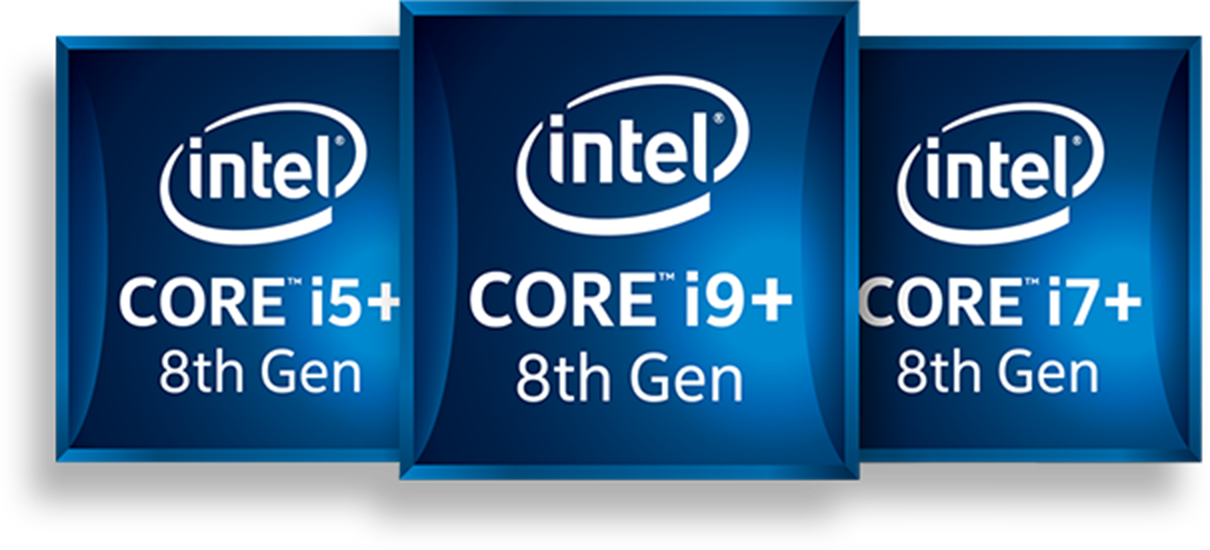 intel®
CORE™ i5+
8th Gen
intel®
CORE™ i9+
8th Gen
intel®
CORE™ i7+
8th Gen